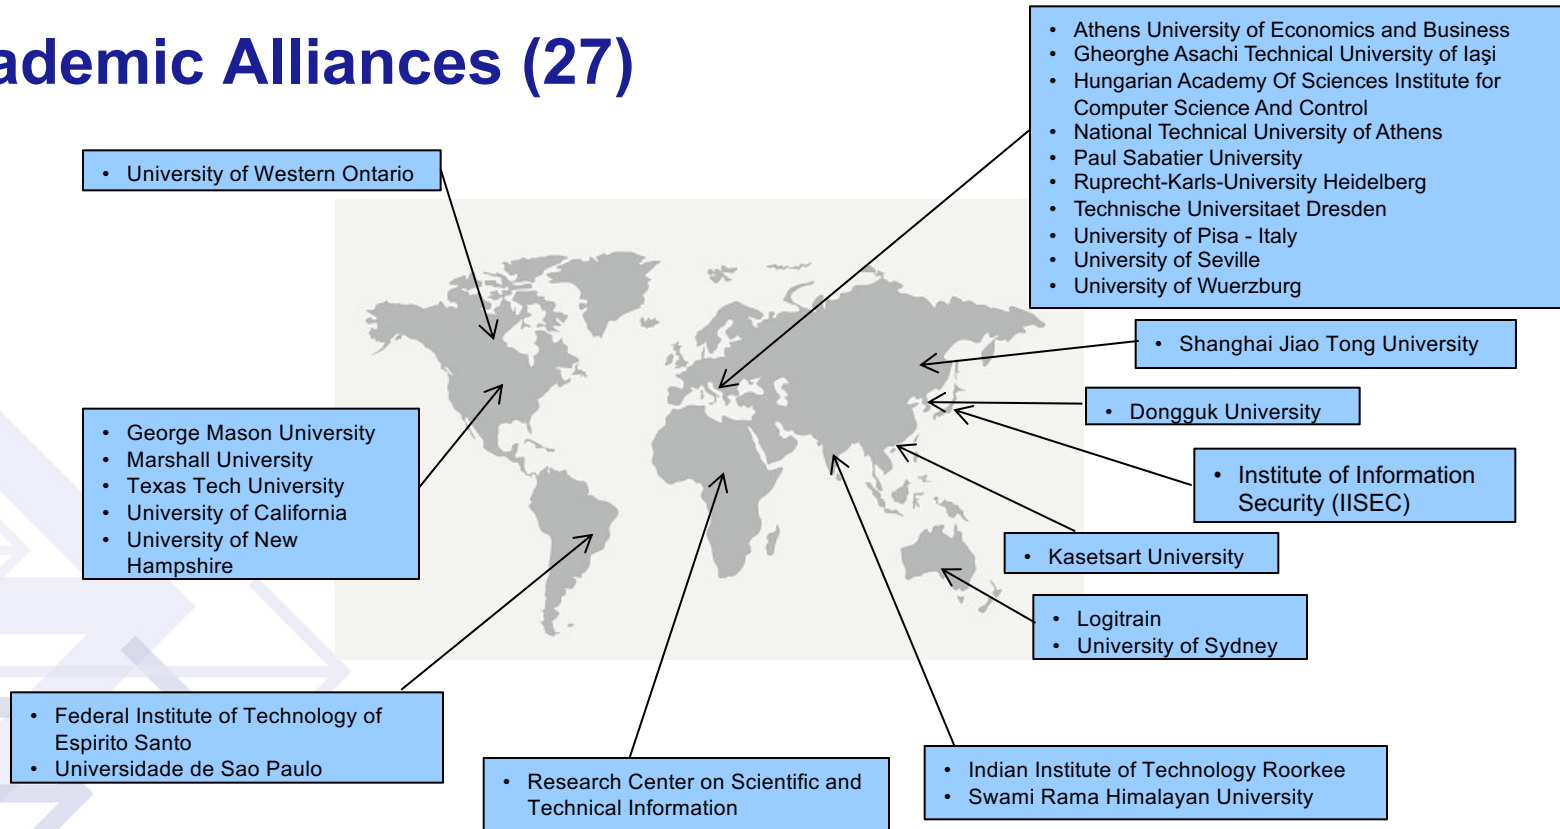 ademic Alliances (27)
• Athens University of Economics and Business
• Gheorghe Asachi Technical University of Iaşi
• Hungarian Academy Of Sciences Institute for
Computer Science And Control
• National Technical University of Athens
• Paul Sabatier University
• Ruprecht-Karls-University Heidelberg
• Technische Universitaet Dresden
• University of Pisa - Italy
• University of Seville
• University of Wuerzburg
• University of Western Ontario
• Shanghai Jiao Tong University
• Dongguk University
• George Mason University
• Marshall University
• Texas Tech University
• University of California
• University of New
Hampshire
• Institute of Information
Security (IISEC)
• Kasetsart University
• Logitrain
• University of Sydney
• Federal Institute of Technology of
Espirito Santo
• Universidade de Sao Paulo
• Research Center on Scientific and
Technical Information
• Indian Institute of Technology Roorkee
• Swami Rama Himalayan University